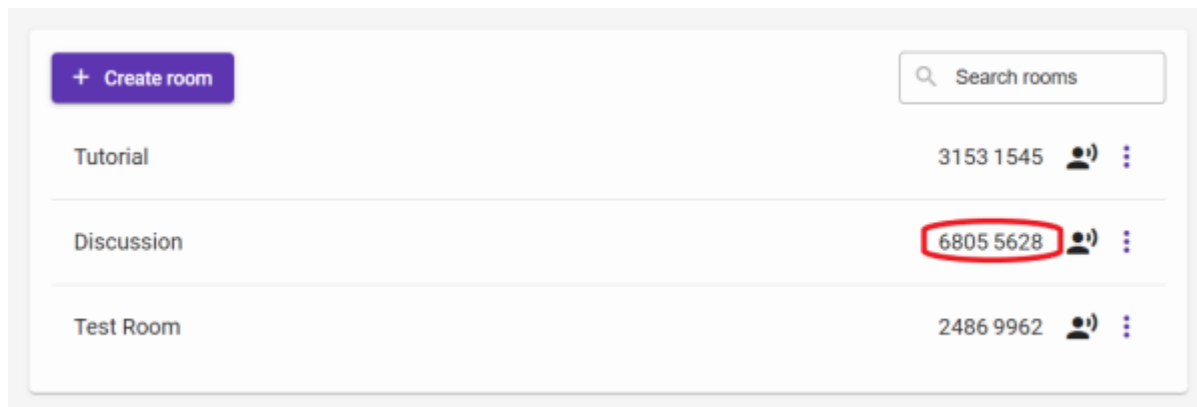 + Create room Search rooms
Tutorial 3153 1545
Discussion 6805 5628
Test Room 2486 9962